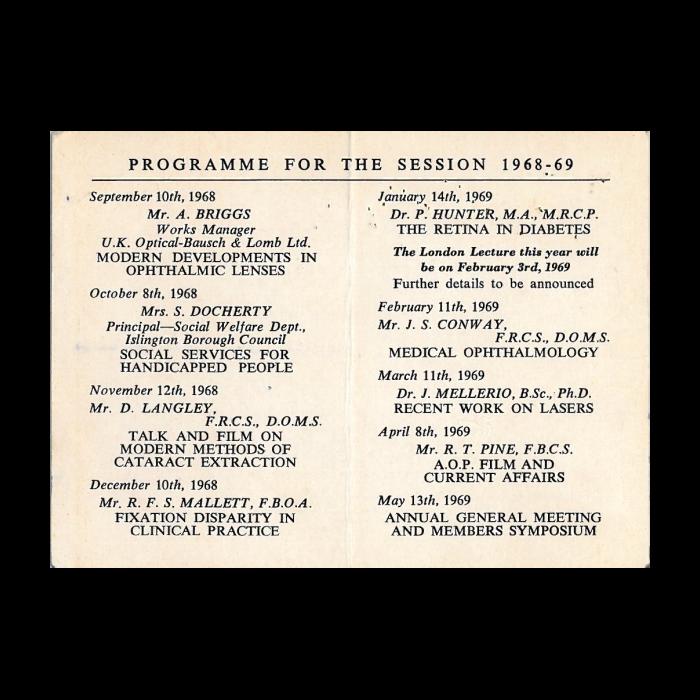 PROGRAMME FOR THE SESSION 1968-69
September 10th, 1968
Mr. A. BRIGGS
Works Manager
U.K. Optical-Bausch & Lomb Ltd.
MODERN DEVELOPMENTS IN
OPHTHALMIC LENSES
October 8th, 1968
Mrs. S. DOCHERTY
Principal—Social Welfare Dept.,
Islington Borough Council
SOCIAL SERVICES FOR
HANDICAPPED PEOPLE
November 12th, 1968
Mr. D. LANGLEY,
F.R.C.S., D.O.M.S.
TALK AND FILM ON
MODERN METHODS OF
CATARACT EXTRACTION
December 10th, 1968
Mr. R. F. S. MALLETT, F.B.O.A.
FIXATION DISPARITY IN
CLINICAL PRACTICE
January 14th, 1969
Dr. P. HUNTER, M.A., M.R.C.P.
THE RETINA IN DIABETES
The London Lecture this year will
be on February 3rd, 1969
Further details to be announced
February 11th, 1969
Mr. J. S. CONWAY,
F.R.C.S., D.O.M.S.
MEDICAL OPHTHALMOLOGY
March 11th, 1969
Dr. J. MELLERIO, B.Sc., Ph.D.
RECENT WORK ON LASERS
April 8th, 1969
Mr. R. T. PINE, F.B.C.S.
A.O.P. FILM AND
CURRENT AFFAIRS
May 13th, 1969
ANNUAL GENERAL MEETING
AND MEMBERS SYMPOSIUM